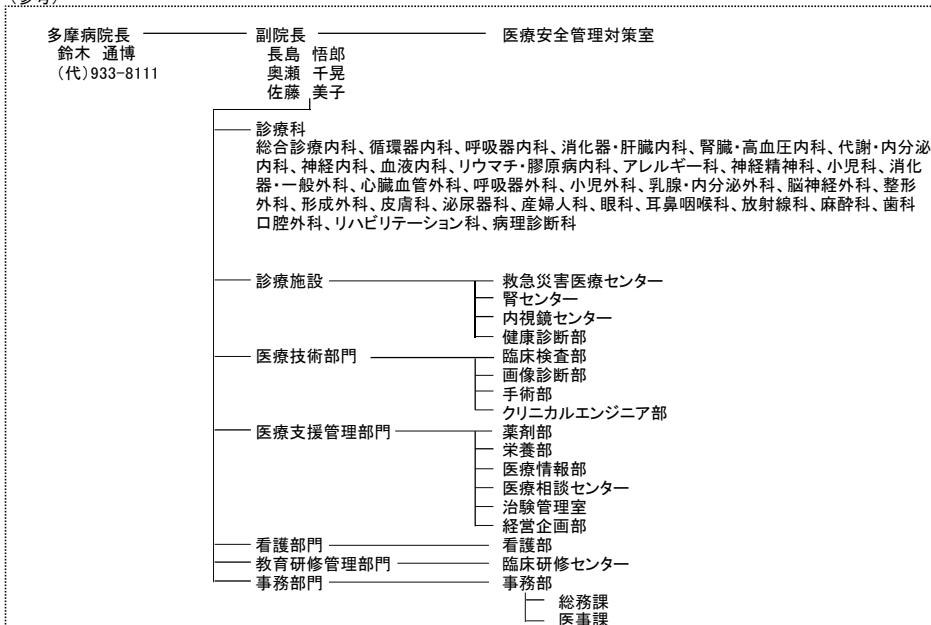 (参考)
多摩病院長 副院長 医療安全管理対策室
鈴木 通博 長島 悟郎
(代)933-8111 奥瀬 千晃
佐藤 美子
診療科
総合診療内科、循環器内科、呼吸器内科、消化器・肝臓内科、腎臓・高血圧内科、代謝・内分泌
内科、神経内科、血液内科、リウマチ・膠原病内科、アレルギー科、神経精神科、小児科、消化
器・一般外科、心臓血管外科、呼吸器外科、小児外科、乳腺・内分泌外科、脳神経外科、整形
外科、形成外科、皮膚科、泌尿器科、産婦人科、眼科、耳鼻咽喉科、放射線科、麻酔科、歯科
口腔外科、リハビリテーション科、病理診断科
診療施設 救急災害医療センター
腎センター
内視鏡センター
健康診断部
医療技術部門 臨床検査部
画像診断部
手術部
クリニカルエンジニア部
医療支援管理部門 薬剤部
栄養部
医療情報部
医療相談センター
治験管理室
経営企画部
看護部門 看護部
教育研修管理部門 臨床研修センター
事務部門 事務部
総務課
医事課